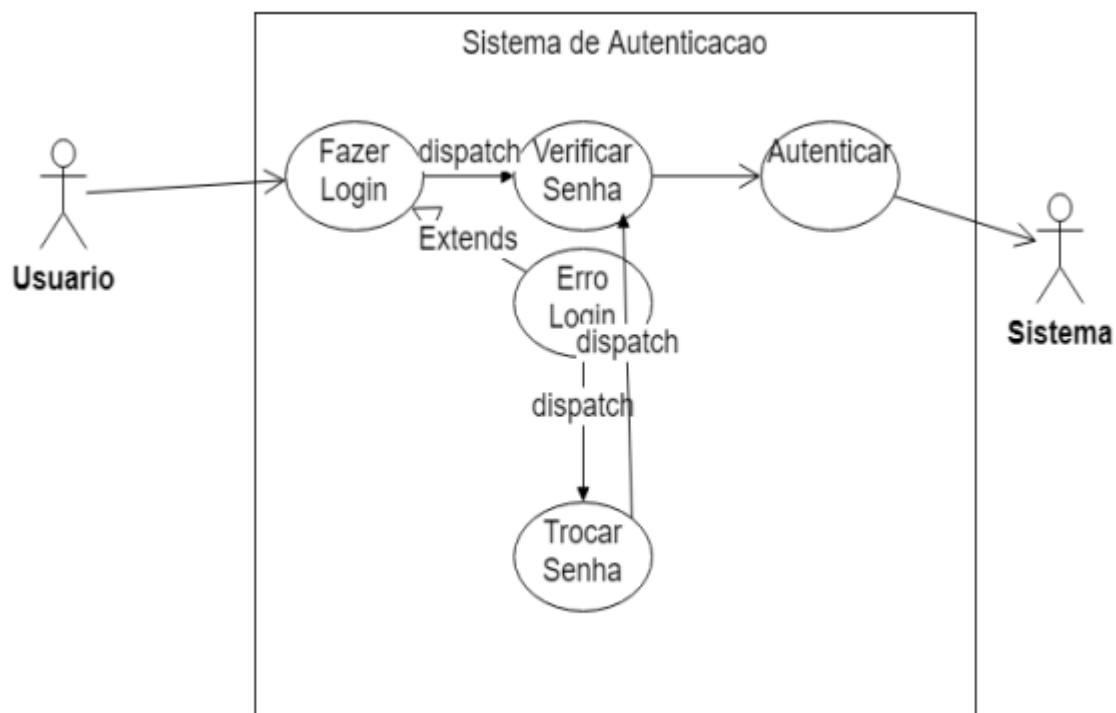 Sistema de Autenticacao
Fazer
Login
dispatch
Verificar
Senha
Autenticar
Extends
Erro
Login
dispatch
dispatch
Trocar
Senha
Usuario
Sistema